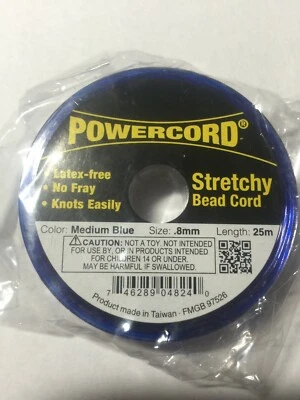 POWERCORD®
• Latex-free
• No Fray
• Knots Easily
Stretchy
Bead Cord™
Color: Medium Blue Size: .8mm Length: 25m
⚠CAUTION: NOT A TOY. NOT INTENDED
FOR USE BY, OR IN PRODUCTS INTENDED
FOR CHILDREN 14 OR UNDER.
MAY BE HARMFUL IF SWALLOWED.
7 46289 04824 0
Product made in Taiwan - FMGB 97526